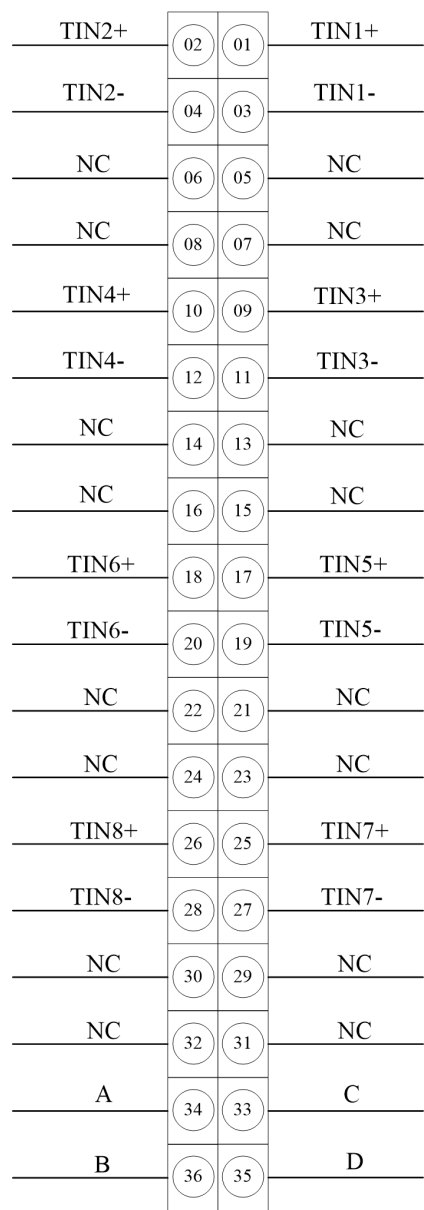 TIN2+ 02 01 TIN1+
TIN2- 04 03 TIN1-
NC 06 05 NC
NC 08 07 NC
TIN4+ 10 09 TIN3+
TIN4- 12 11 TIN3-
NC 14 13 NC
NC 16 15 NC
TIN6+ 18 17 TIN5+
TIN6- 20 19 TIN5-
NC 22 21 NC
NC 24 23 NC
TIN8+ 26 25 TIN7+
TIN8- 28 27 TIN7-
NC 30 29 NC
NC 32 31 NC
A 34 33 C
B 36 35 D